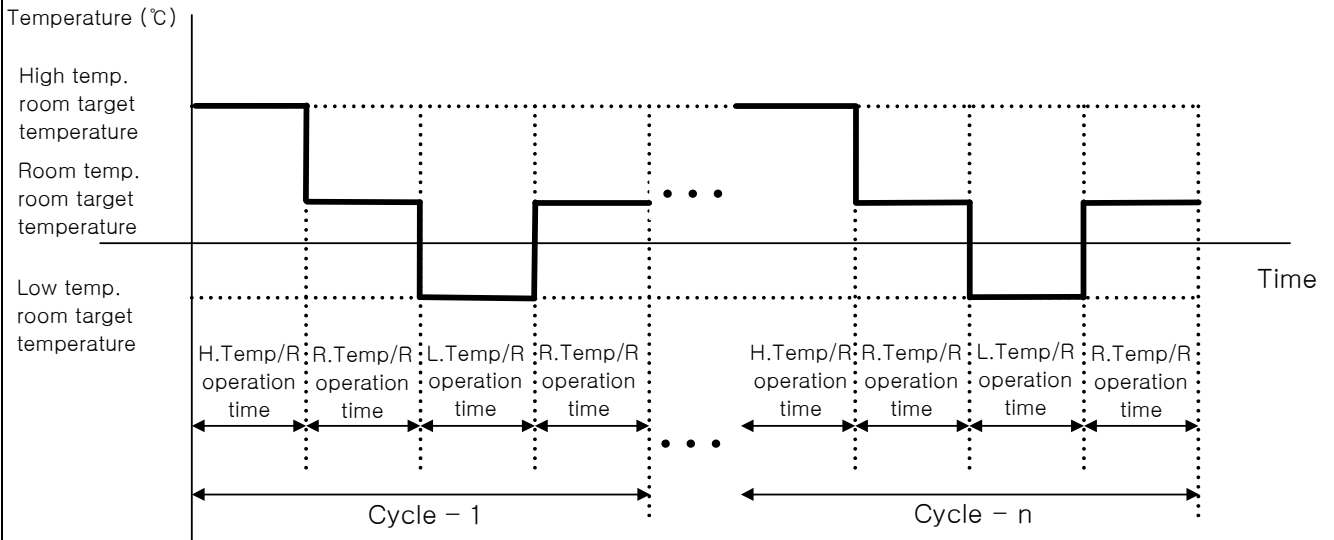 Temperature (℃)
High temp.
room target
temperature
Room temp.
room target
temperature
Low temp.
room target
temperature
Time
H.Temp/R
operation
time
R.Temp/R
operation
time
L.Temp/R
operation
time
R.Temp/R
operation
time
H.Temp/R
operation
time
R.Temp/R
operation
time
L.Temp/R
operation
time
R.Temp/R
operation
time
Cycle - 1
Cycle - n